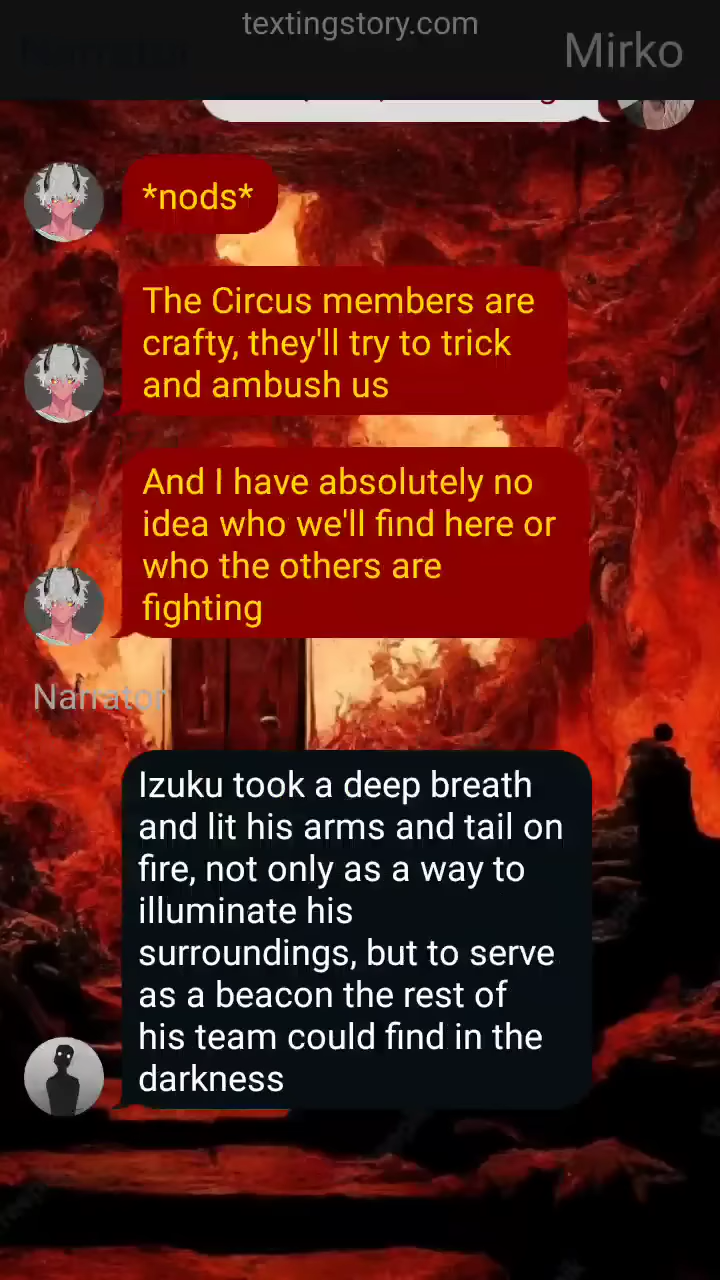 textingstory.com
Mirko
*nods*
The Circus members are
crafty, they'll try to trick
and ambush us
And I have absolutely no
idea who we'll find here or
who the others are
fighting
Narrator
Izuku took a deep breath
and lit his arms and tail on
fire, not only as a way to
illuminate his
surroundings, but to serve
as a beacon the rest of
his team could find in the
darkness